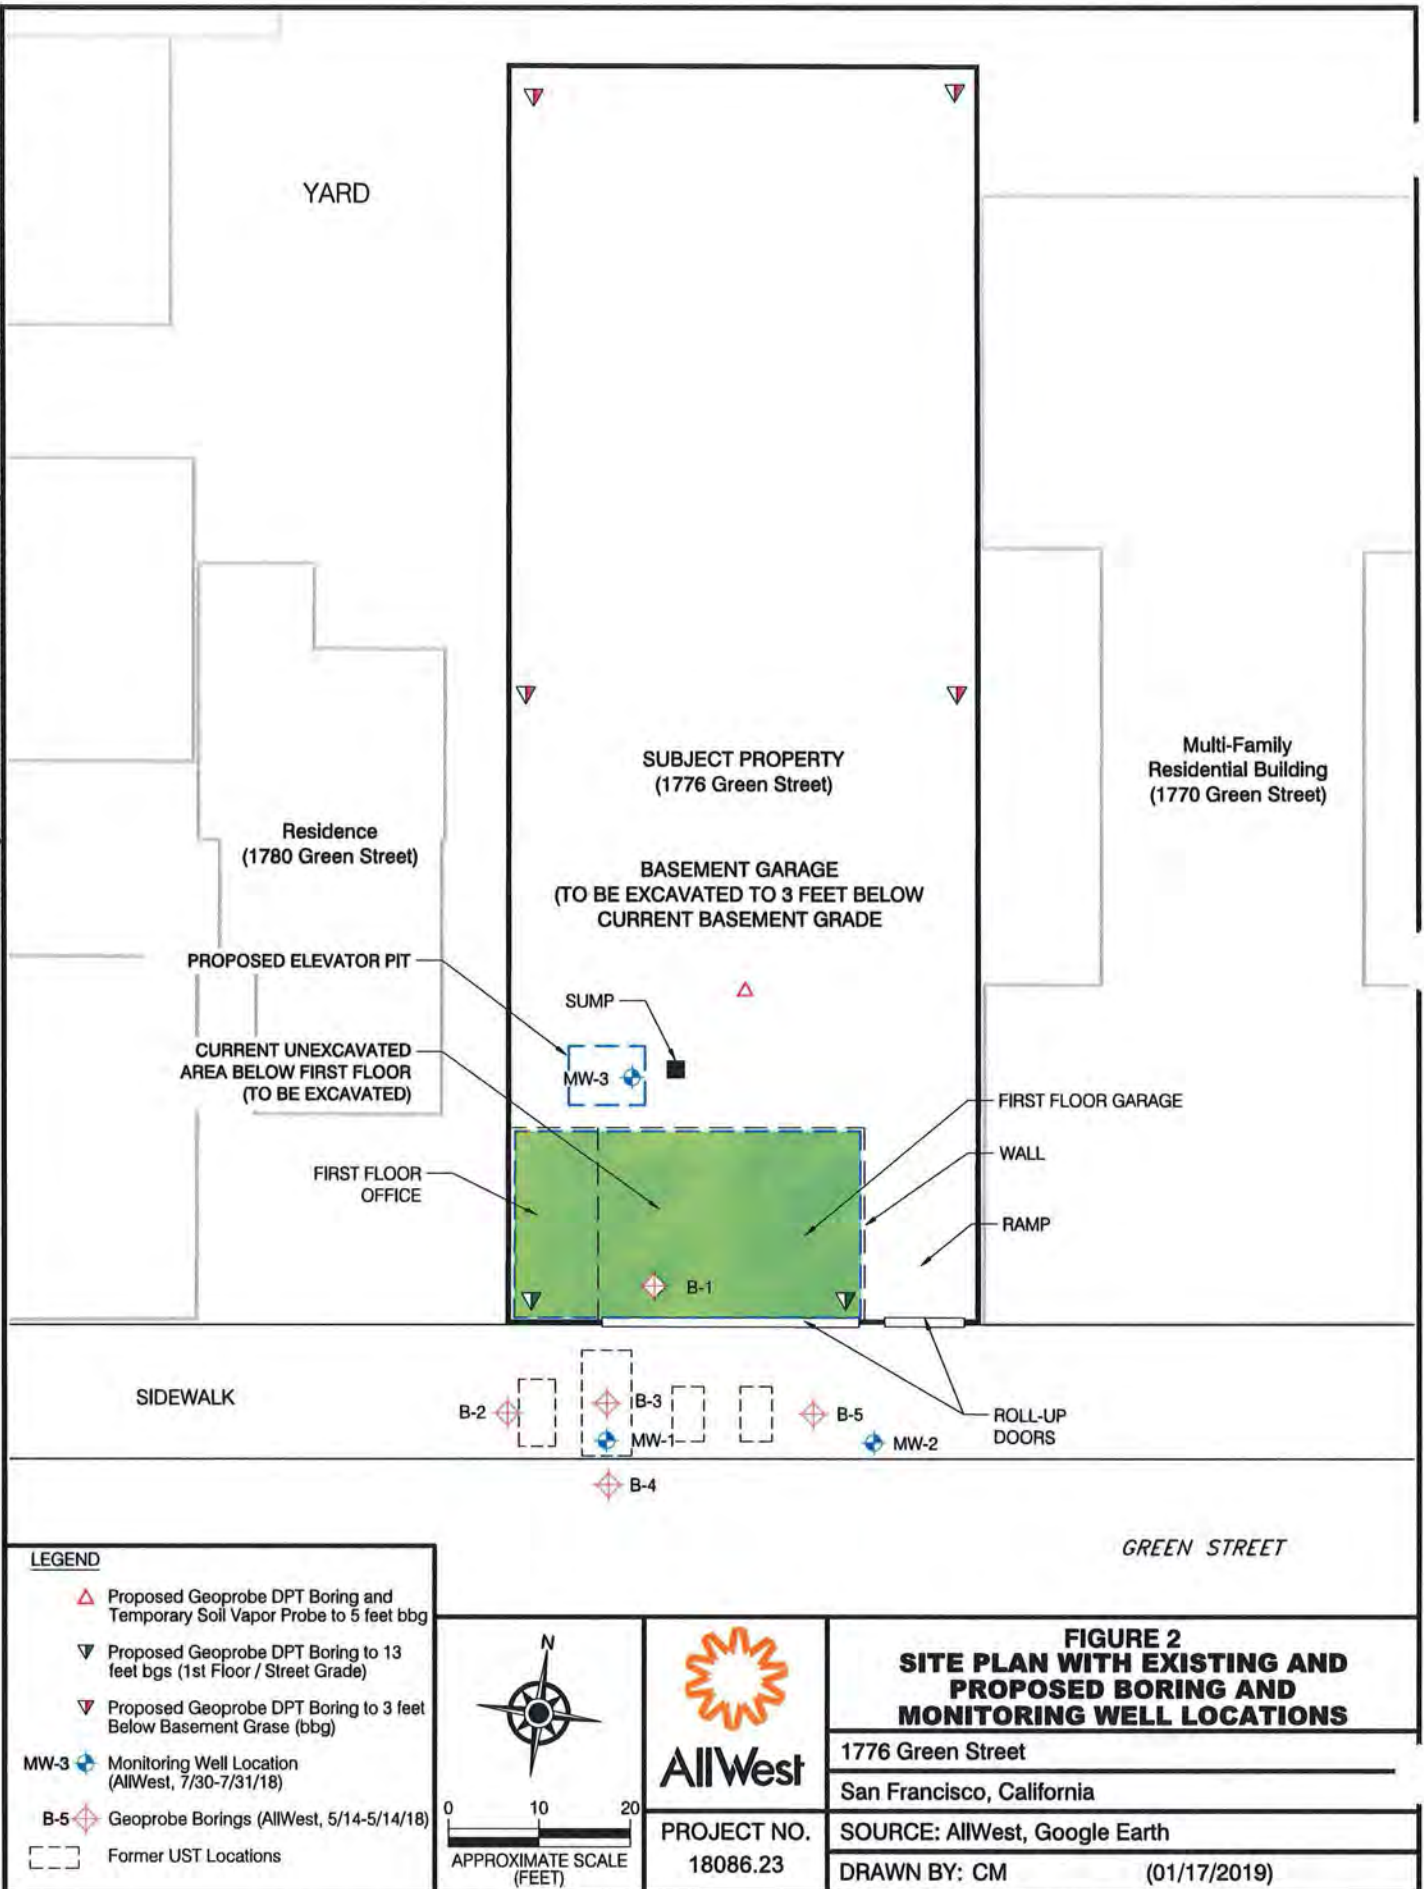 YARD
SUBJECT PROPERTY
(1776 Green Street)
Multi-Family
Residential Building
(1770 Green Street)
Residence
(1780 Green Street)
BASEMENT GARAGE
(TO BE EXCAVATED TO 3 FEET BELOW
CURRENT BASEMENT GRADE
PROPOSED ELEVATOR PIT
SUMP
CURRENT UNEXCAVATED
AREA BELOW FIRST FLOOR
(TO BE EXCAVATED)
MW-3
FIRST FLOOR GARAGE
WALL
FIRST FLOOR
OFFICE
RAMP
B-1
SIDEWALK
B-2
B-3
B-5
MW-1
MW-2
ROLL-UP
DOORS
B-4
GREEN STREET
LEGEND
Proposed Geoprobe DPT Boring and
Temporary Soil Vapor Probe to 5 feet bbg
Proposed Geoprobe DPT Boring to 13
feet bgs (1st Floor / Street Grade)
Proposed Geoprobe DPT Boring to 3 feet
Below Basement Grase (bbg)
MW-3 Monitoring Well Location
(AllWest, 7/30-7/31/18)
B-5 Geoprobe Borings (AllWest, 5/14-5/14/18)
Former UST Locations
N
0 10 20
APPROXIMATE SCALE
(FEET)
AllWest
PROJECT NO.
18086.23
FIGURE 2
SITE PLAN WITH EXISTING AND
PROPOSED BORING AND
MONITORING WELL LOCATIONS
1776 Green Street
San Francisco, California
SOURCE: AllWest, Google Earth
DRAWN BY: CM (01/17/2019)